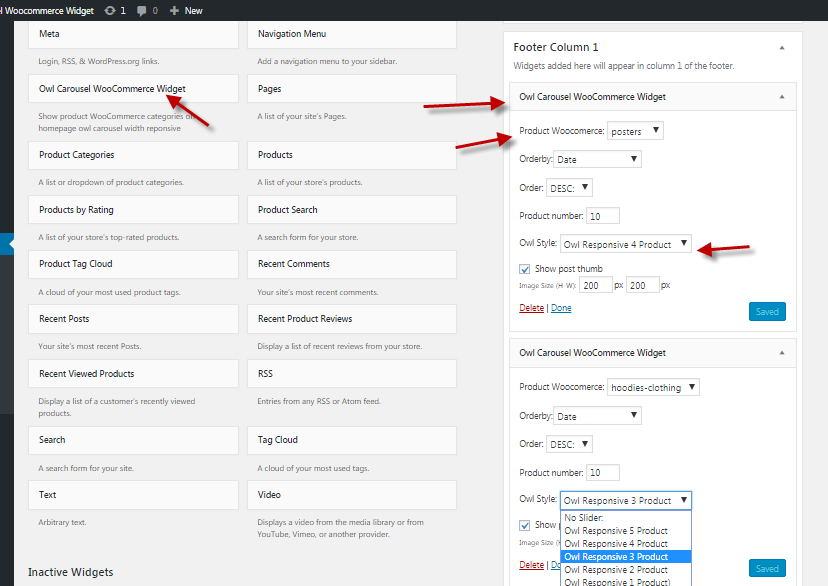 l Woocommerce Widget 1 0 New
Meta
Login, RSS, & WordPress.org links.
Navigation Menu
Add a navigation menu to your sidebar.
Owl Carousel WooCommerce Widget
Show product WooCommerce categories on
homepage owl carousel width reponsive
Pages
A list of your site's Pages.
Product Categories
A list or dropdown of product categories.
Products
A list of your store's products.
Products by Rating
A list of your store's top-rated products.
Product Search
A search form for your store.
Product Tag Cloud
A cloud of your most used product tags.
Recent Comments
Your site's most recent comments.
Recent Posts
Your site's most recent Posts.
Recent Product Reviews
Display a list of recent reviews from your store.
Recent Viewed Products
Display a list of a customer's recently viewed
products.
RSS
Entries from any RSS or Atom feed.
Search
A search form for your site.
Tag Cloud
A cloud of your most used tags.
Text
Arbitrary text.
Video
Displays a video from the media library or from
YouTube, Vimeo, or another provider.
Inactive Widgets
Footer Column 1
Widgets added here will appear in column 1 of the footer.
Owl Carousel WooCommerce Widget
Product Woocomerce: posters
Orderby: Date
Order: DESC:
Product number: 10
Owl Style: Owl Responsive 4 Product
Show post thumb
Image Size (H W): 200 px 200 px
Delete | Done
Saved
Owl Carousel WooCommerce Widget
Product Woocomerce: hoodies-clothing
Orderby: Date
Order: DESC:
Product number: 10
Owl Style: Owl Responsive 3 Product
No Slider:
Owl Responsive 5 Product
Owl Responsive 4 Product
Owl Responsive 3 Product
Owl Responsive 2 Product
Owl Responsive 1 Product)
Show
Image Size
Delete |
Saved